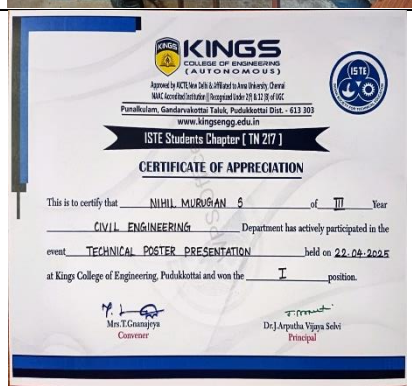 KINGS
KINGS
COLLEGE OF ENGINEERING
(AUTONOMOUS)
Approved by AICTE, New Delhi & Affiliated to Anna University, Chennai
NAAC Accredited Institution || Recognized Under 2(f) & 12 (B) of UGC
ISTE
Punalkulam, Gandarvakottai Taluk, Pudukkottai Dist. - 613 303
www.kingsengg.edu.in
ISTE Students Chapter [ TN 217 ]
CERTIFICATE OF APPRECIATION
This is to certify that NIHIL MURUGIAN S of III Year
CIVIL ENGINEERING Department has actively participated in the
event TECHNICAL POSTER PRESENTATION held on 22.04.2025
at Kings College of Engineering, Pudukkottai and won the I position.
Mrs.T.Gnanajeya
Convener
Dr.J.Arputha Vijaya Selvi
Principal